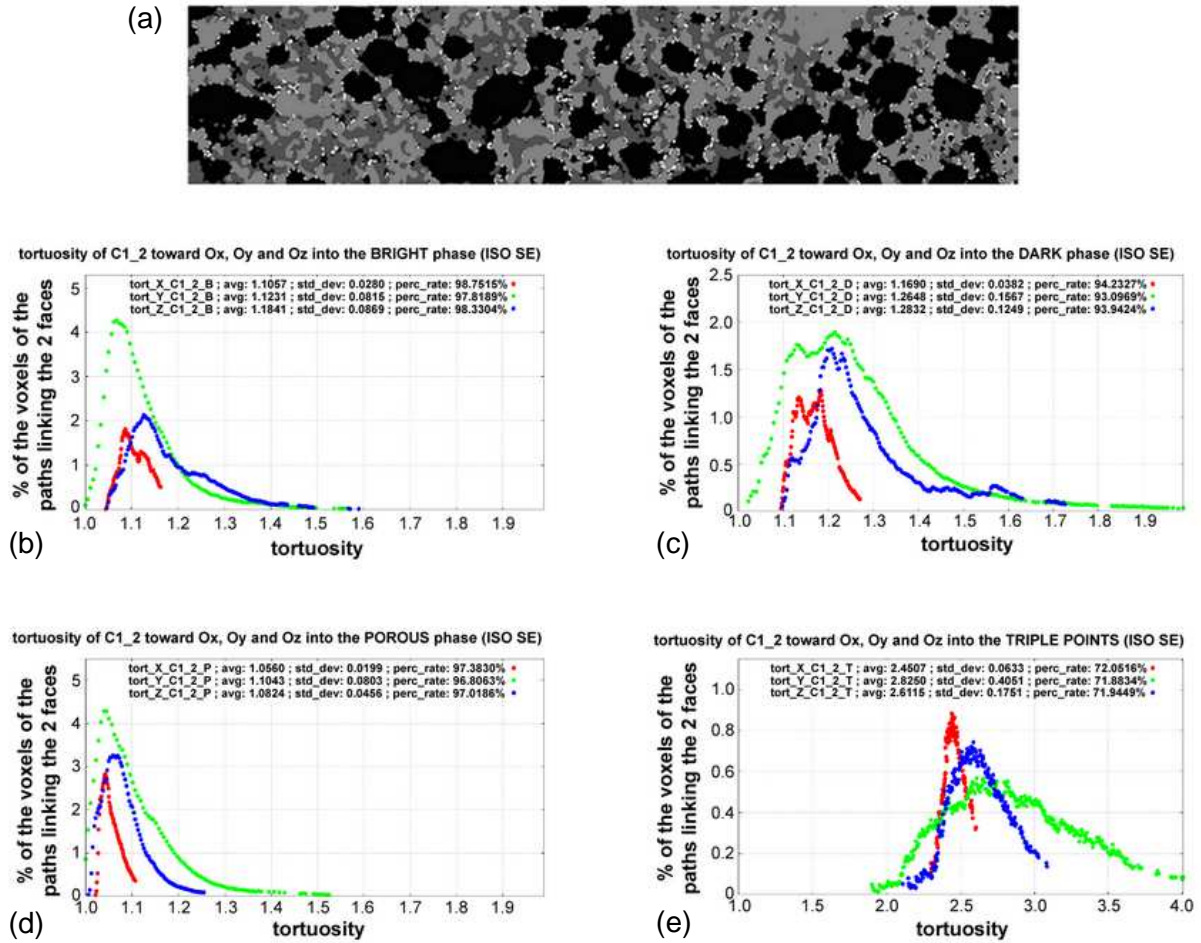 (a)
tortuosity of C1_2 toward Ox, Oy and Oz into the BRIGHT phase (ISO SE)
tort_X_C1_2_B ; avg: 1.1057 ; std_dev: 0.0280 ; perc_rate: 98.7515%
tort_Y_C1_2_B ; avg: 1.1231 ; std_dev: 0.0815 ; perc_rate: 97.8189%
tort_Z_C1_2_B ; avg: 1.1841 ; std_dev: 0.0869 ; perc_rate: 98.3304%
% of the voxels of the
paths linking the 2 faces
5
4
3
2
1
0
1.0 1.1 1.2 1.3 1.4 1.5 1.6 1.7 1.8 1.9
tortuosity
(b)
tortuosity of C1_2 toward Ox, Oy and Oz into the DARK phase (ISO SE)
tort_X_C1_2_D ; avg: 1.1690 ; std_dev: 0.0382 ; perc_rate: 94.2327%
tort_Y_C1_2_D ; avg: 1.2648 ; std_dev: 0.1567 ; perc_rate: 93.0969%
tort_Z_C1_2_D ; avg: 1.2832 ; std_dev: 0.1249 ; perc_rate: 93.9424%
% of the voxels of the
paths linking the 2 faces
2.5
2.0
1.5
1.0
0.5
0
1.0 1.1 1.2 1.3 1.4 1.5 1.6 1.7 1.8 1.9
tortuosity
(c)
tortuosity of C1_2 toward Ox, Oy and Oz into the POROUS phase (ISO SE)
tort_X_C1_2_P ; avg: 1.0560 ; std_dev: 0.0199 ; perc_rate: 97.3830%
tort_Y_C1_2_P ; avg: 1.1043 ; std_dev: 0.0803 ; perc_rate: 96.8063%
tort_Z_C1_2_P ; avg: 1.0824 ; std_dev: 0.0456 ; perc_rate: 97.0186%
% of the voxels of the
paths linking the 2 faces
5
4
3
2
1
0
1.0 1.1 1.2 1.3 1.4 1.5 1.6 1.7 1.8 1.9
tortuosity
(d)
tortuosity of C1_2 toward Ox, Oy and Oz into the TRIPLE POINTS (ISO SE)
tort_X_C1_2_T ; avg: 2.4507 ; std_dev: 0.0633 ; perc_rate: 72.0516%
tort_Y_C1_2_T ; avg: 2.8250 ; std_dev: 0.4051 ; perc_rate: 71.8834%
tort_Z_C1_2_T ; avg: 2.6115 ; std_dev: 0.1751 ; perc_rate: 71.9449%
% of the voxels of the
paths linking the 2 faces
1.0
0.8
0.6
0.4
0.2
0
1.0 1.5 2.0 2.5 3.0 3.5 4.0
tortuosity
(e)